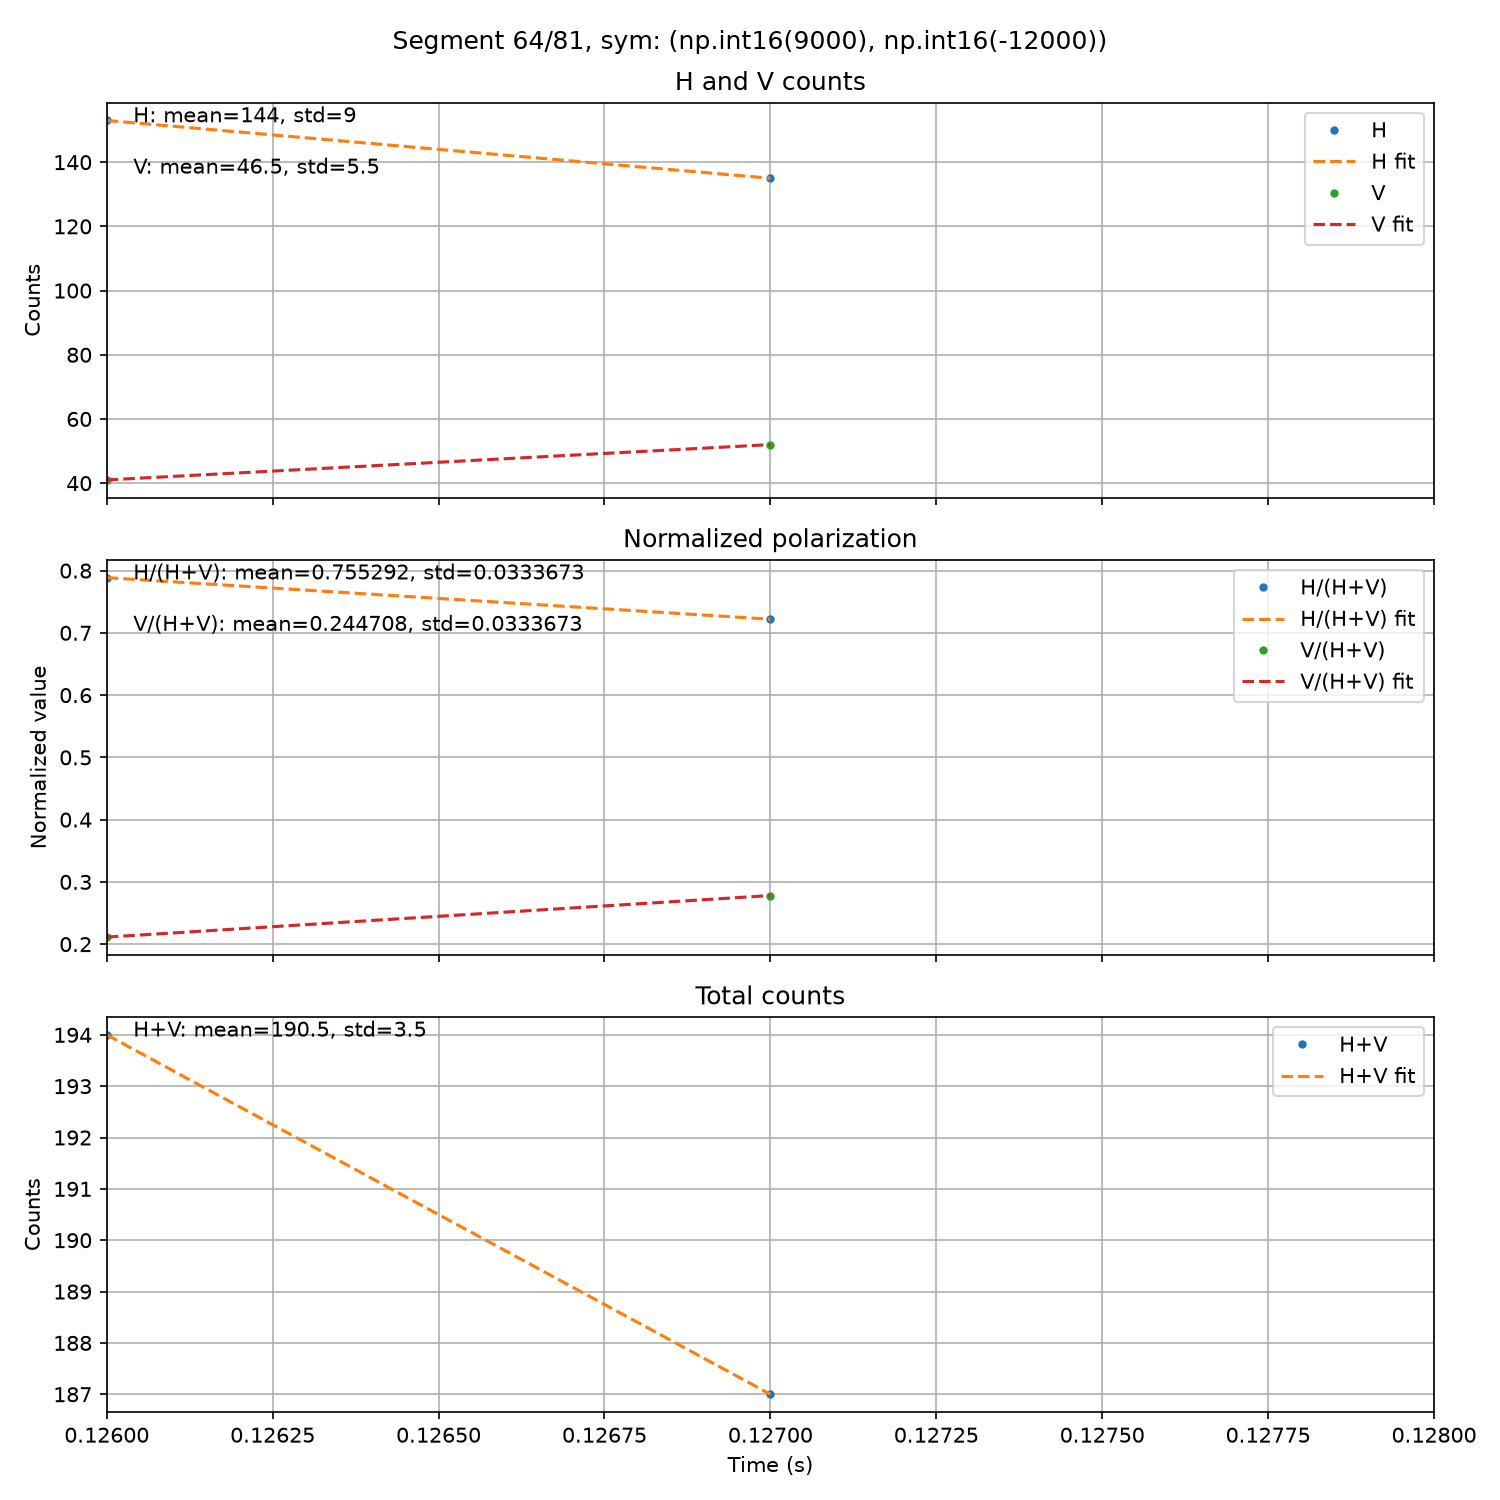 Segment 64/81, sym: (np.int16(9000), np.int16(-12000))
H and V counts
H: mean=144, std=9
V: mean=46.5, std=5.5
H
H fit
V
V fit
140
120
100
80
60
40
Counts
Normalized polarization
H/(H+V): mean=0.755292, std=0.0333673
V/(H+V): mean=0.244708, std=0.0333673
H/(H+V)
H/(H+V) fit
V/(H+V)
V/(H+V) fit
0.8
0.7
0.6
0.5
0.4
0.3
0.2
Normalized value
Total counts
H+V: mean=190.5, std=3.5
H+V
H+V fit
194
193
192
191
190
189
188
187
Counts
0.12600 0.12625 0.12650 0.12675 0.12700 0.12725 0.12750 0.12775 0.12800
Time (s)